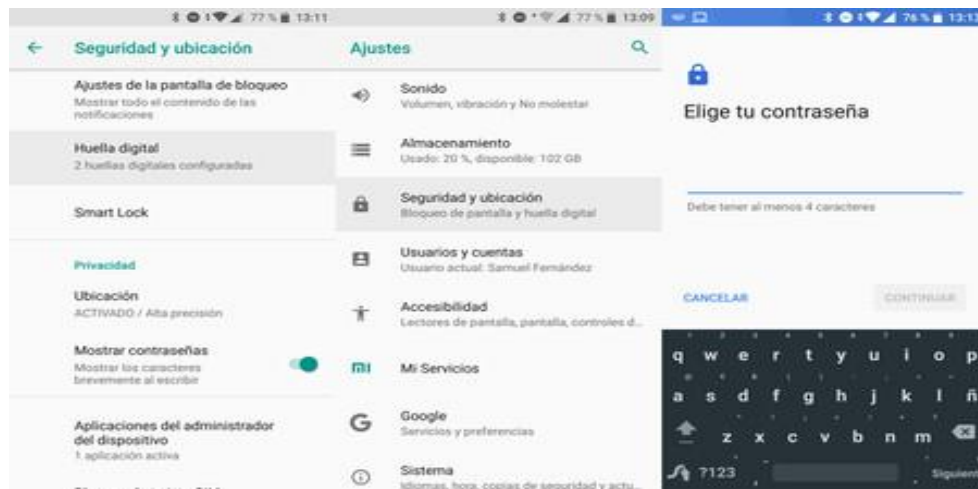 77 % 13:11
Seguridad y ubicación
Ajustes de la pantalla de bloqueo
Mostrar todo el contenido de las
notificaciones
Huella digital
2 huellas digitales configuradas
Smart Lock
Privacidad
Ubicación
ACTIVADO / Alta precisión
Mostrar contraseñas
Mostrar los caracteres
brevemente al escribir
Aplicaciones del administrador
del dispositivo
1 aplicación activa
77 % 13:09
Ajustes
Sonido
Volumen, vibración y No molestar
Almacenamiento
Usado: 20 %, disponible: 102 GB
Seguridad y ubicación
Bloqueo de pantalla y huella digital
Usuarios y cuentas
Usuario actual: Samuel Fernández
Accesibilidad
Lectores de pantalla, pantalla, controles d...
Mi Servicios
Google
Servicios y preferencias
Sistema
Idiomas, hora, copias de seguridad y actu...
76 % 13:13
Elige tu contraseña
Debe tener al menos 4 caracteres
CANCELAR CONTINUAR
q w e r t y u i o p
a s d f g h j k l ñ
z x c v b n m
?123 , . Siguient